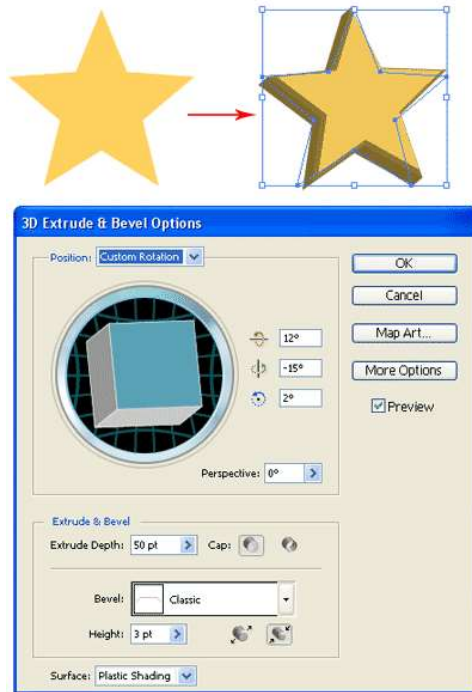 3D Extrude & Bevel Options
Position: Custom Rotation
OK
Cancel
Map Art...
More Options
Preview
12°
-15°
2°
Perspective: 0°
Extrude & Bevel
Extrude Depth: 50 pt Cap:
Bevel: Classic
Height: 3 pt
Surface: Plastic Shading